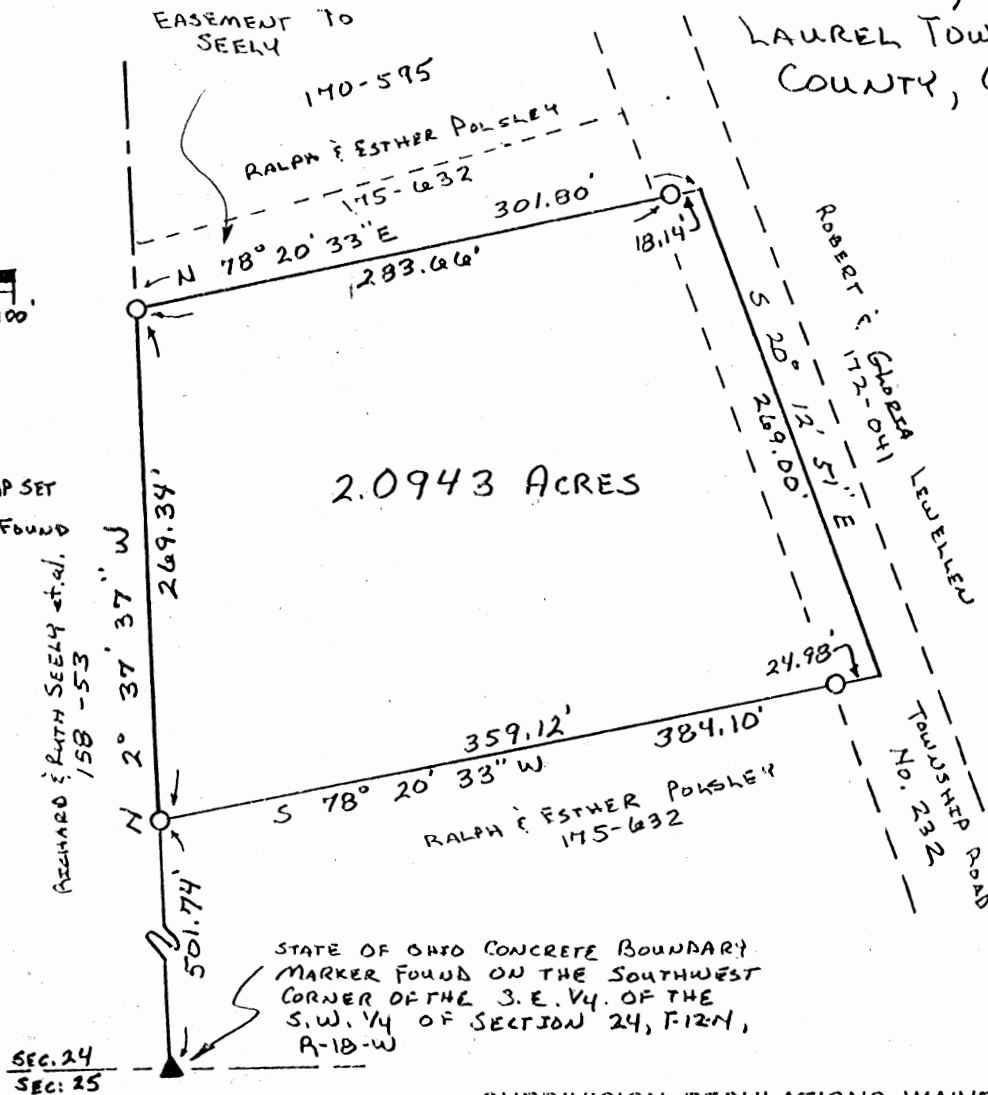 EASEMENT TO
SEELY
LAUREL TOW
COUNTY,
170-595
RALPH & ESTHER POLSLEY
175-632
301.80'
N 78° 20' 33" E
283.66'
18.14'
100'
ROBERT & GLORIA LEWELLEN
172-041
S 20° 12' 57" E
269.00'
2.0943 ACRES
P SET
FOUND
RICHARD & RUTH SEELY et.al.
158-53
N 2° 37' 37" W
269.34'
24.98'
359.12'
384.10'
S 78° 20' 33" W
RALPH & ESTHER POLSLEY
175-632
TOWNSHIP ROAD
No. 232
501.74'
STATE OF OHIO CONCRETE BOUNDARY
MARKER FOUND ON THE SOUTHWEST
CORNER OF THE S.E. 1/4. OF THE
S.W. 1/4 OF SECTION 24, T-12-N,
R-18-W
SEC. 24
SEC: 25